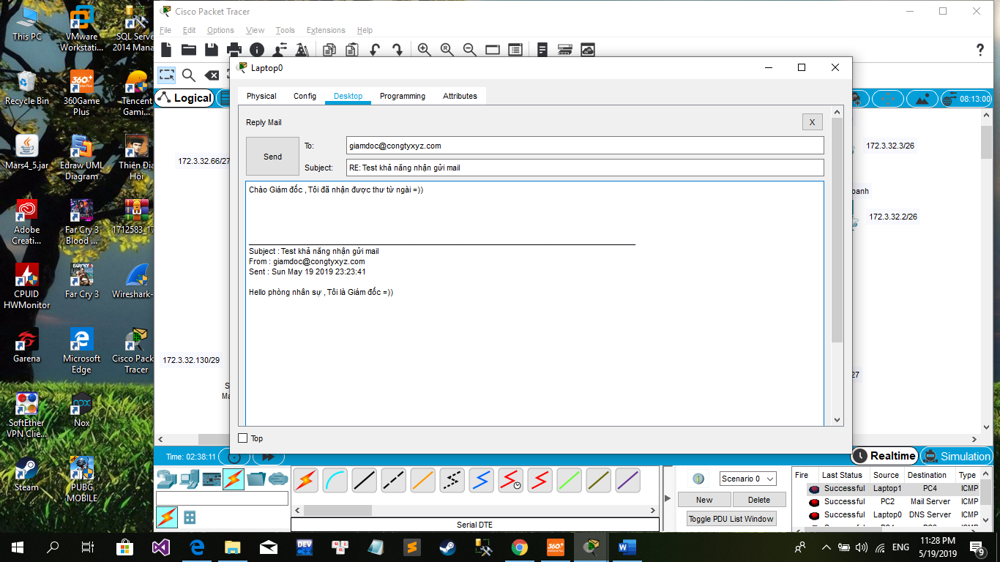 This PC
VMware
Workstati...
SQL Serve
2014 Mana
Recycle Bin
360Game
Plus
Tencent
Gami...
Mars4_5.jar
Edraw UML
Diagram
Thiên Địa
Hội
Adobe
Creati...
Far Cry 3
Blood ...
1712583_17
CPUID
HWMonitor
Far Cry 3
Wireshark-
Garena
Microsoft
Edge
Cisco Pack
Tracer
SoftEther
VPN Clie...
Nox
Steam
PUBG
MOBILE
Cisco Packet Tracer
File Edit Options View Tools Extensions Help
Logical
08:13:00
172.3.32.66/27
172.3.32.3/26
oanh
172.3.32.2/26
172.3.32.130/29
S
Ma
27
Laptop0
Physical Config Desktop Programming Attributes
Reply Mail
X
Send
To: giamdoc@congtyxyz.com
Subject: RE: Test khả năng nhận gửi mail
Chào Giám đốc , Tôi đã nhận được thư từ ngài =))
Subject : Test khả năng nhận gửi mail
From : giamdoc@congtyxyz.com
Sent : Sun May 19 2019 23:23:41
Hello phòng nhân sự , Tôi là Giám đốc =))
Top
Time: 02:38:11
Realtime
Simulation
Serial DTE
Scenario 0
New Delete
Toggle PDU List Window
Fire Last Status Source Destination Type
Successful Laptop1 PC4 ICMP
Successful PC2 Mail Server ICMP
Successful Laptop0 DNS Server ICMP
ENG
11:28 PM
5/19/2019
9